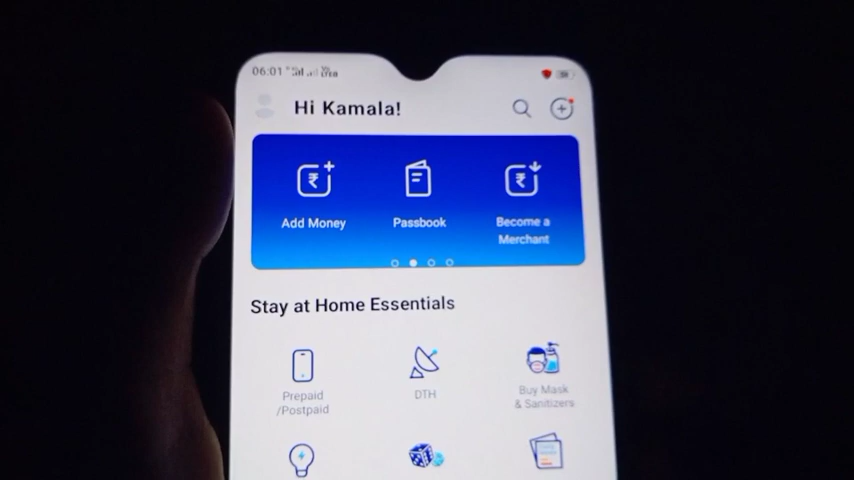 06:01
Hi Kamala!
Add Money
Passbook
Become a
Merchant
Stay at Home Essentials
Prepaid
/Postpaid
DTH
Buy Mask
& Sanitizers